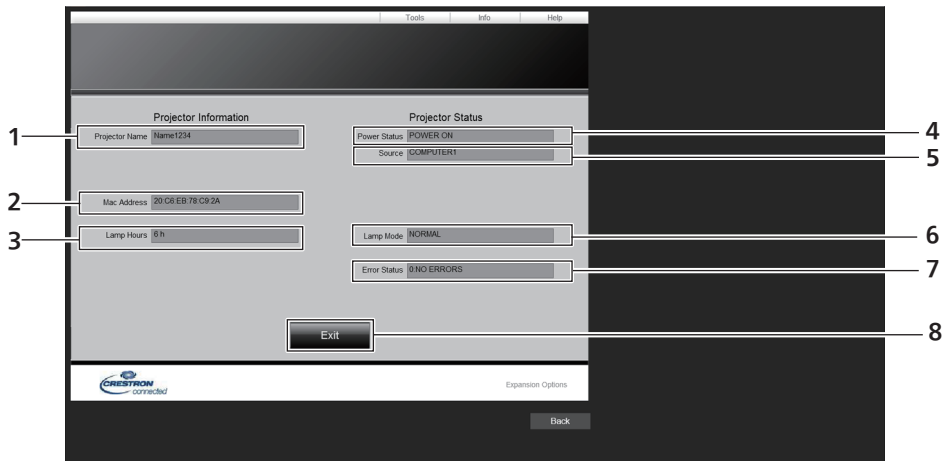 Tools Info Help
Projector Information
Projector Status
1 Projector Name Name1234
Power Status POWER ON 4
Source COMPUTER1 5
2 Mac Address 20:C6:EB:78:C9:2A
3 Lamp Hours 6 h
Lamp Mode NORMAL 6
Error Status 0:NO ERRORS 7
Exit 8
CRESTRON
connected
Expansion Options
Back